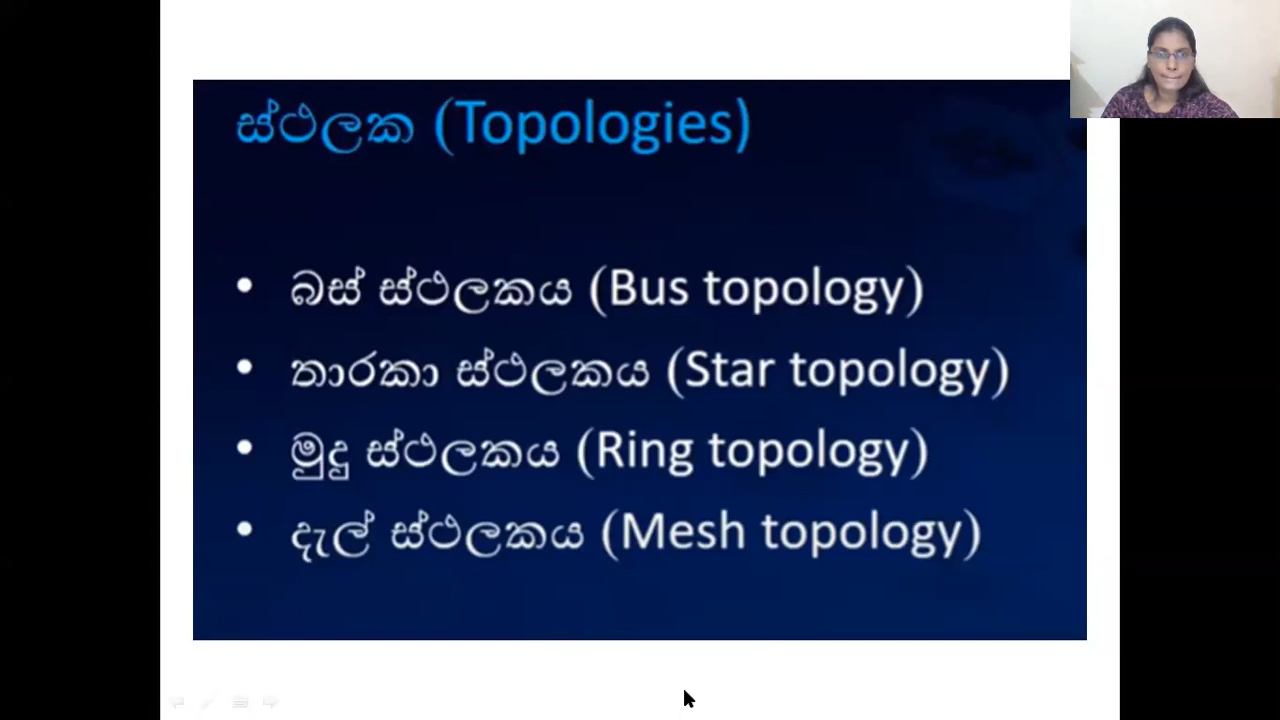 ස්ථලක (Topologies)
• බස් ස්ථලකය (Bus topology)
• තාරකා ස්ථලකය (Star topology)
• මුදු ස්ථලකය (Ring topology)
• දැල් ස්ථලකය (Mesh topology)